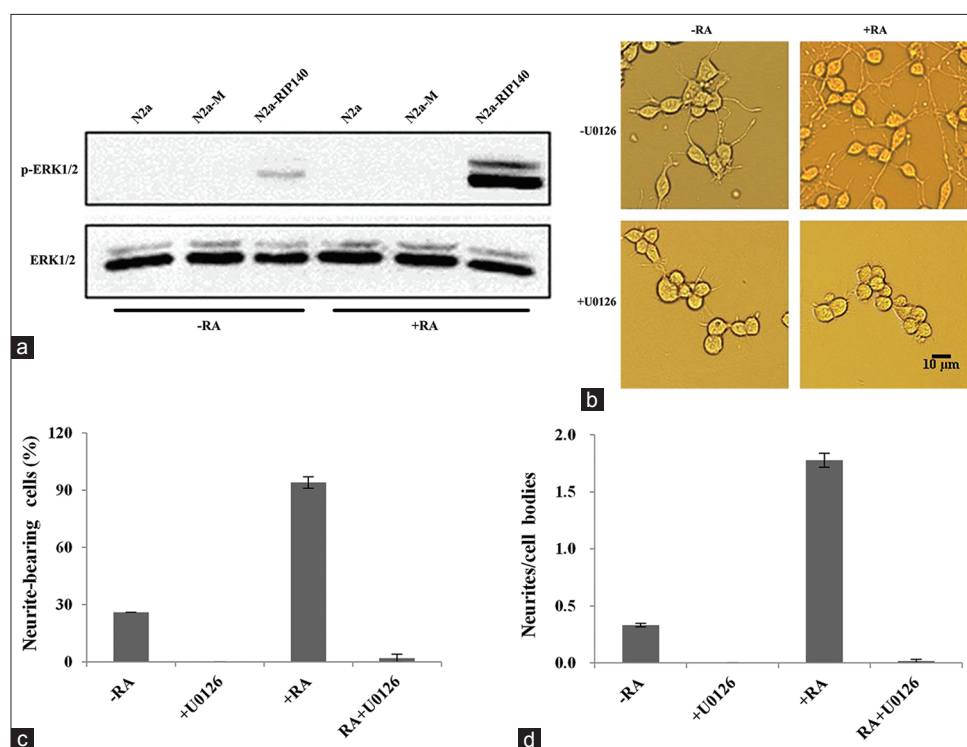 N2a
N2a-M
N2a-RIP140
N2a
N2a-M
N2a-RIP140
p-ERK1/2
ERK1/2
-RA
+RA
a
-RA
+RA
-U0126
+U0126
10 μm
b
120
90
60
30
0
Neurite-bearing cells (%)
-RA
+U0126
+RA
RA+U0126
c
2.0
1.5
1.0
0.5
0.0
Neurites/cell bodies
-RA
+U0126
+RA
RA+U0126
d